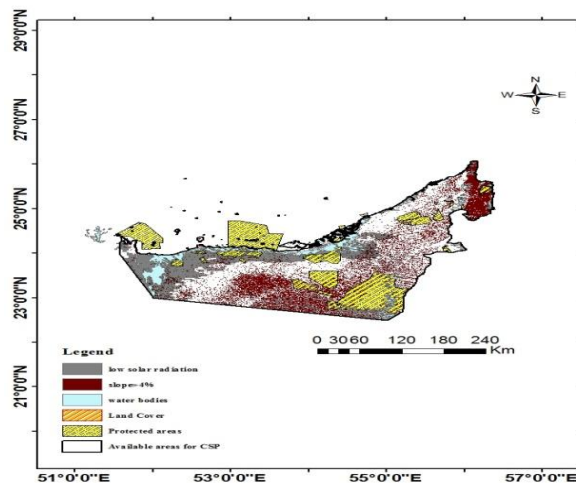 29°0'0"N
27°0'0"N
25°0'0"N
23°0'0"N
21°0'0"N
N
W E
S
0 30 60 120 180 240
Km
Legend
low solar radiation
slope>4%
water bodies
Land Cover
Protected areas
Available areas for CSP
51°0'0"E 53°0'0"E 55°0'0"E 57°0'0"E